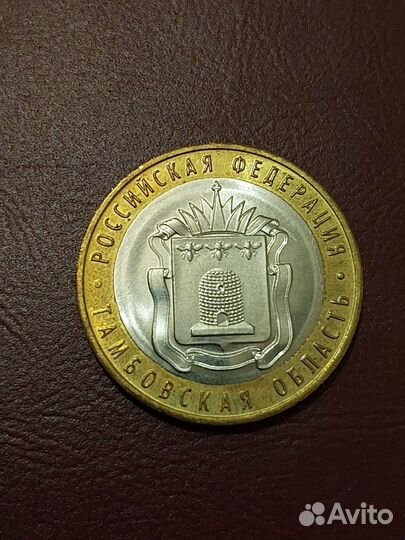 РОССИЙСКАЯ ФЕДЕРАЦИЯ
ТАМБОВСКАЯ ОБЛАСТЬ
Avito